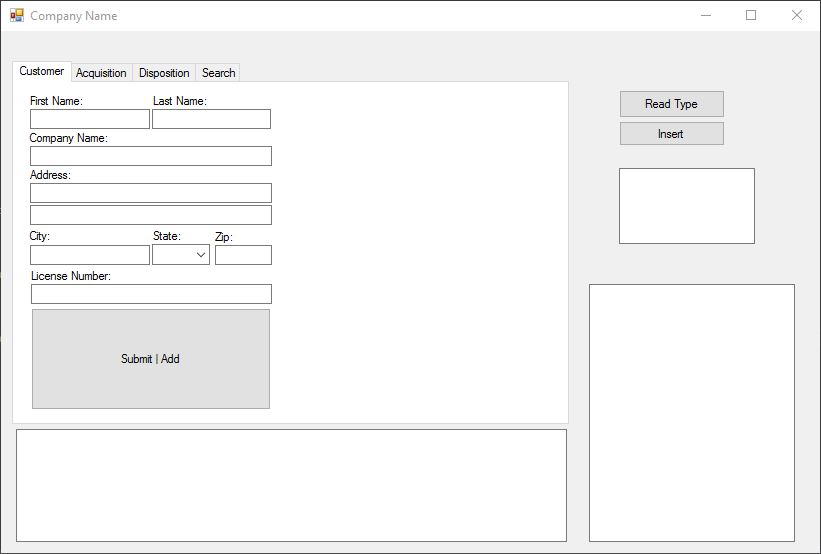 Company Name
Customer Acquisition Disposition Search
First Name: Last Name:
Company Name:
Address:
City: State: Zip:
License Number:
Submit | Add
Read Type
Insert